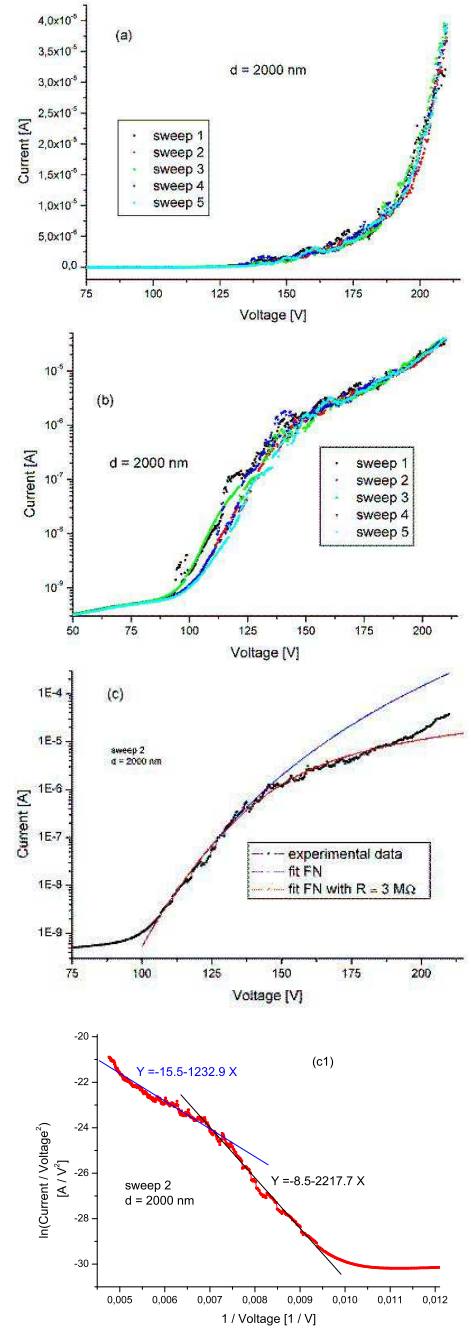 (a)
d = 2000 nm
4,0x10⁻⁵
3,5x10⁻⁵
3,0x10⁻⁵
2,5x10⁻⁵
2,0x10⁻⁵
1,5x10⁻⁵
1,0x10⁻⁵
5,0x10⁻⁶
0,0
Current [A]
sweep 1
sweep 2
sweep 3
sweep 4
sweep 5
75 100 125 150 175 200
Voltage [V]
(b)
d = 2000 nm
10⁻⁵
10⁻⁶
10⁻⁷
10⁻⁸
10⁻⁹
Current [A]
sweep 1
sweep 2
sweep 3
sweep 4
sweep 5
50 75 100 125 150 175 200
Voltage [V]
(c)
sweep 2
d = 2000 nm
1E-4
1E-5
1E-6
1E-7
1E-8
1E-9
Current [A]
experimental data
fit FN
fit FN with R = 3 MΩ
75 100 125 150 175 200
Voltage [V]
(c1)
Y =-15.5-1232.9 X
Y =-8.5-2217.7 X
sweep 2
d = 2000 nm
-20
-22
-24
-26
-28
-30
ln(Current / Voltage²)
[A / V²]
0,005 0,006 0,007 0,008 0,009 0,010 0,011 0,012
1 / Voltage [1 / V]